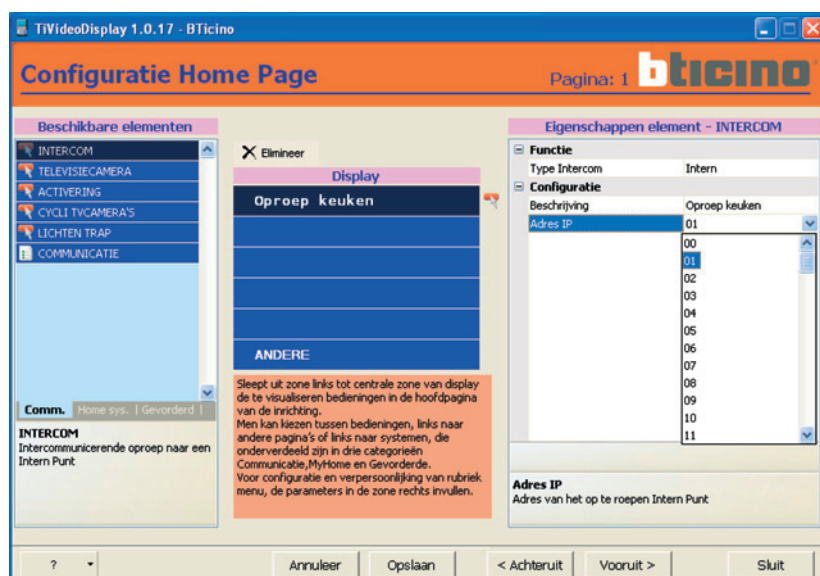 TiVideoDisplay 1.0.17 - BTicino
Configuratie Home Page
Pagina: 1
bticino
Beschikbare elementen
INTERCOM
TELEVISIECAMERA
ACTIVERING
CYCLI TVCAMERA'S
LICHTEN TRAP
COMMUNICATIE
Comm. Home sys. | Gevorderd |
INTERCOM
Intercommunicerende oproep naar een
Intern Punt
Elimineer
Display
Oproep keuken
ANDERE
Sleept uit zone links tot centrale zone van display
de te visualiseren bedieningen in de hoofdpagina
van de inrichting.
Men kan kiezen tussen bedieningen, links naar
andere pagina's of links naar systemen, die
onderverdeeld zijn in drie categorieën
Communicatie,MyHome en Gevorderde.
Voor configuratie en verpersoonlijking van rubriek
menu, de parameters in de zone rechts invullen.
Eigenschappen element - INTERCOM
Functie
Type Intercom Intern
Configuratie
Beschrijving Oproep keuken
Adres IP 01
00
01
02
03
04
05
06
07
08
09
10
11
Adres IP
Adres van het op te roepen Intern Punt
?
Annuleer
Opslaan
< Achteruit
Vooruit >
Sluit